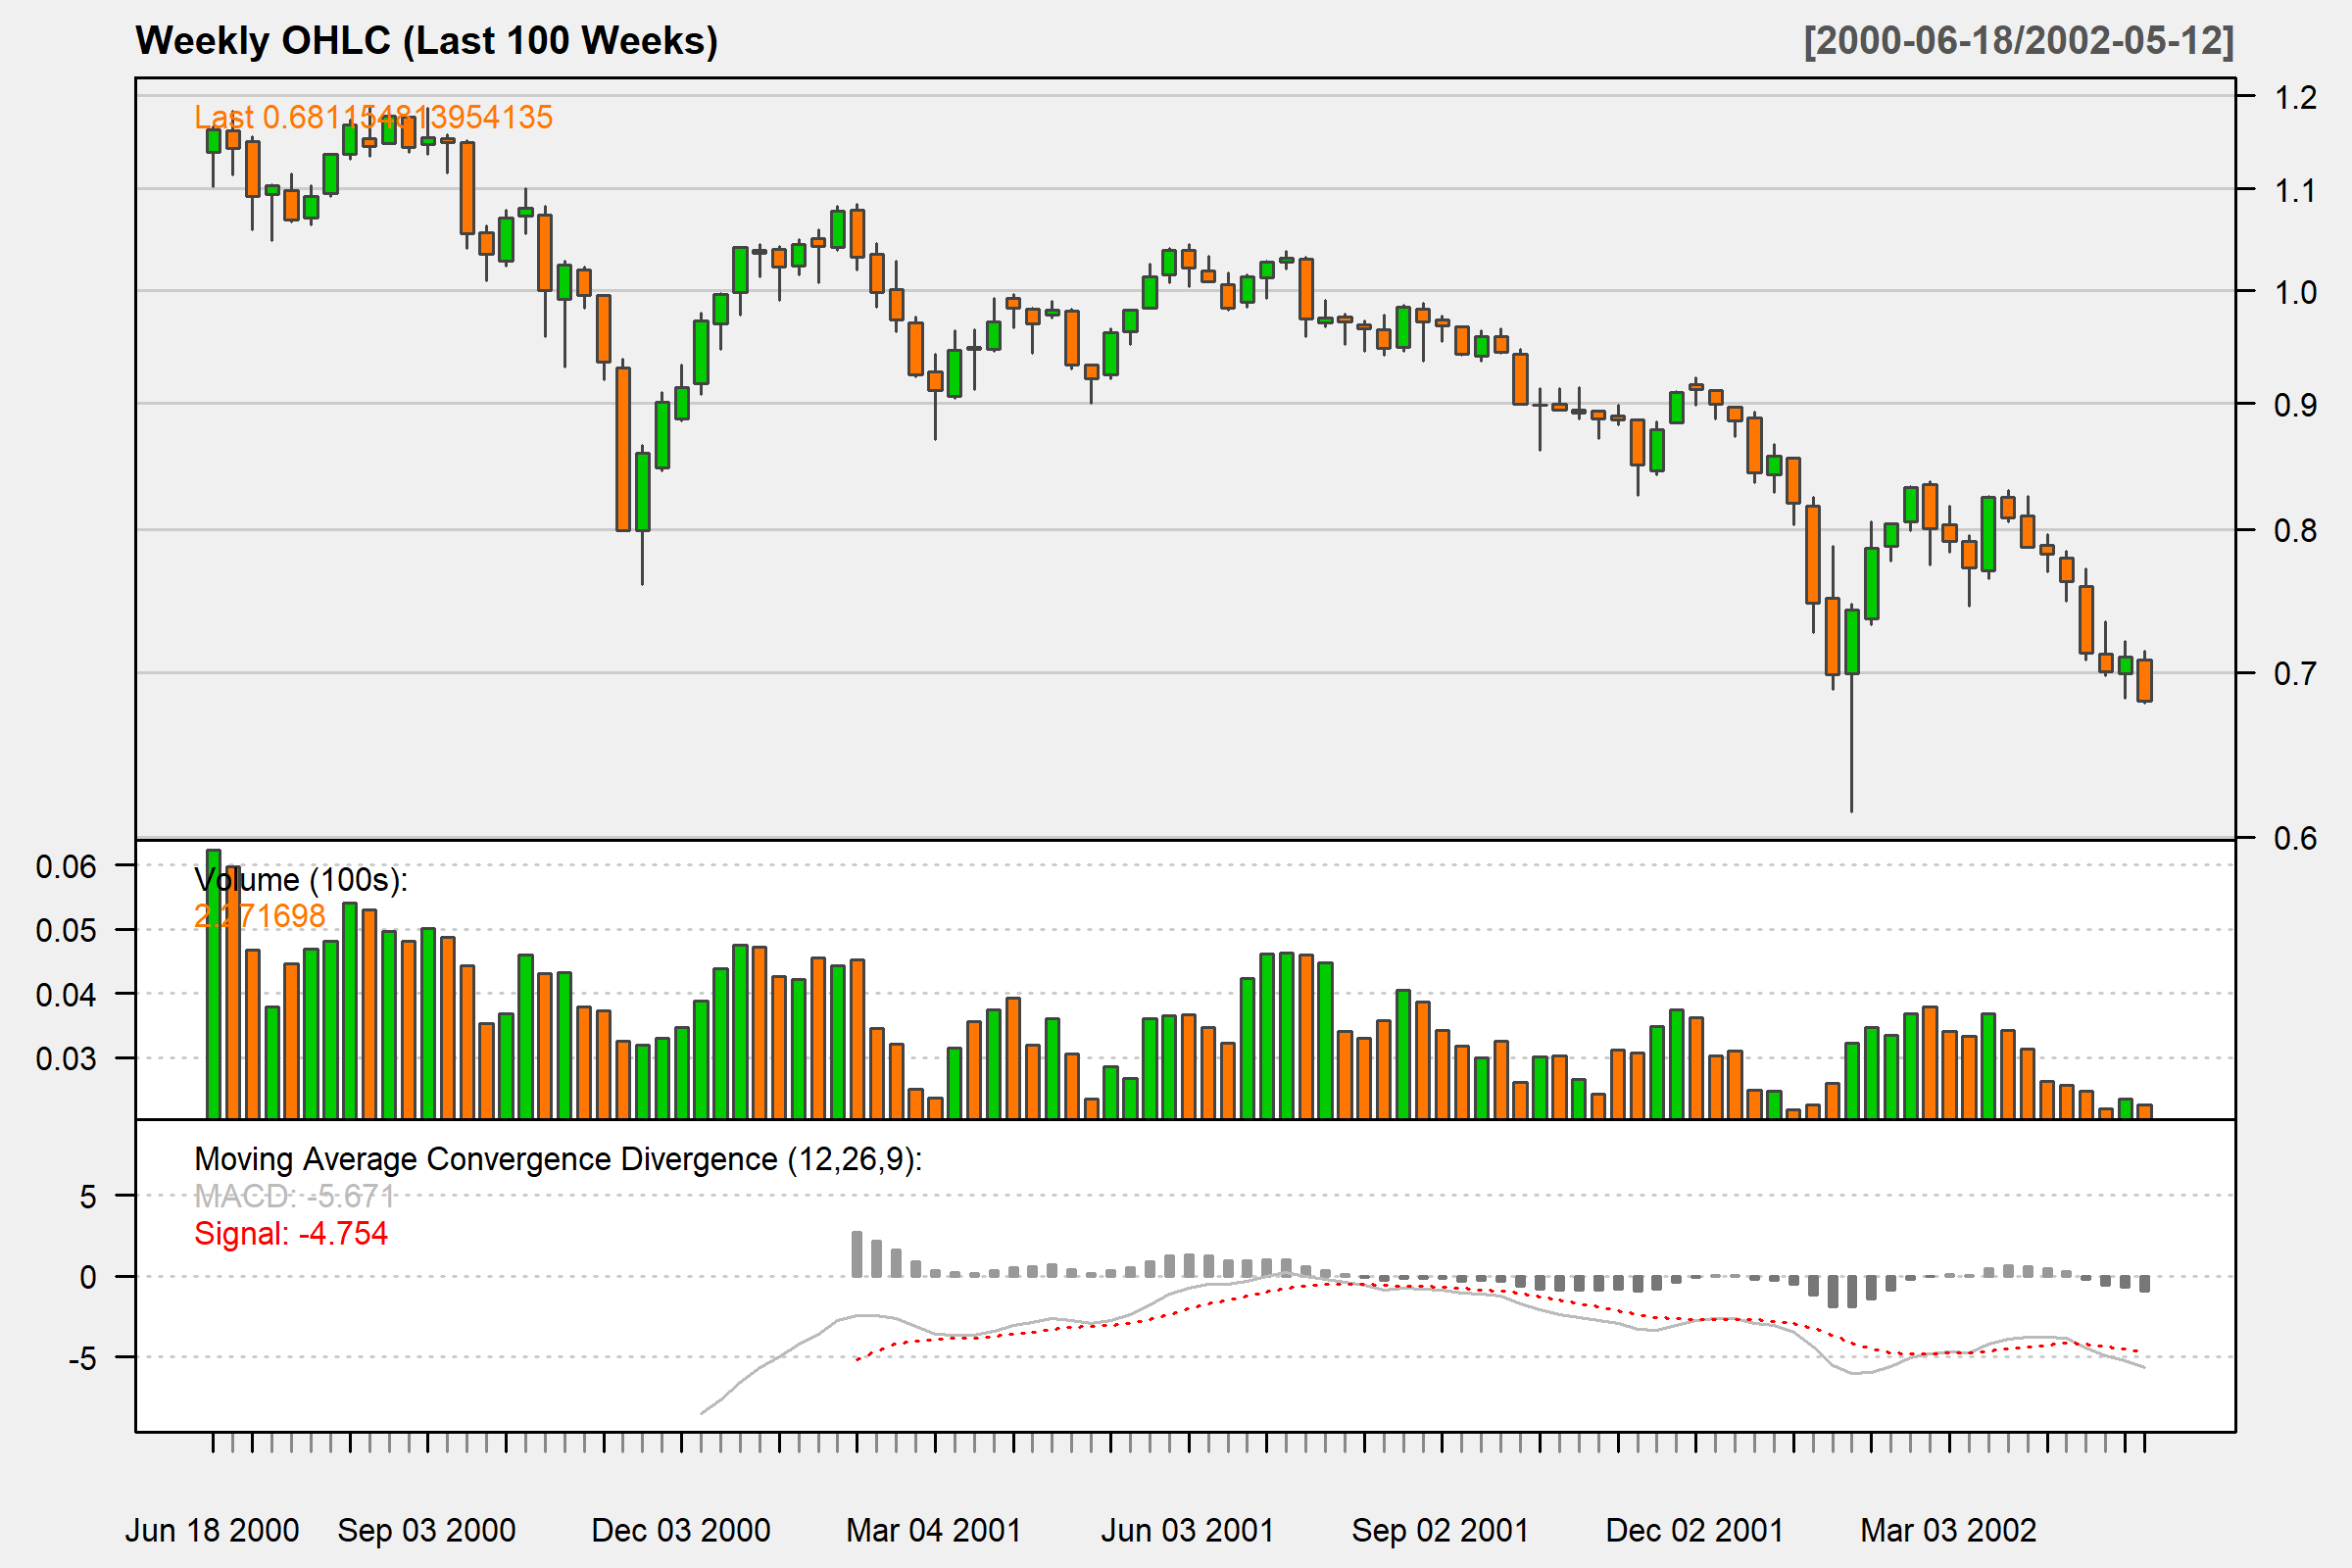 Weekly OHLC (Last 100 Weeks)
[2000-06-18/2002-05-12]
Last 0.681154813954135
1.2
1.1
1.0
0.9
0.8
0.7
0.6
Volume (100s):
2.271698
0.06
0.05
0.04
0.03
Moving Average Convergence Divergence (12,26,9):
MACD: -5.671
Signal: -4.754
5
0
-5
Jun 18 2000 Sep 03 2000 Dec 03 2000 Mar 04 2001 Jun 03 2001 Sep 02 2001 Dec 02 2001 Mar 03 2002